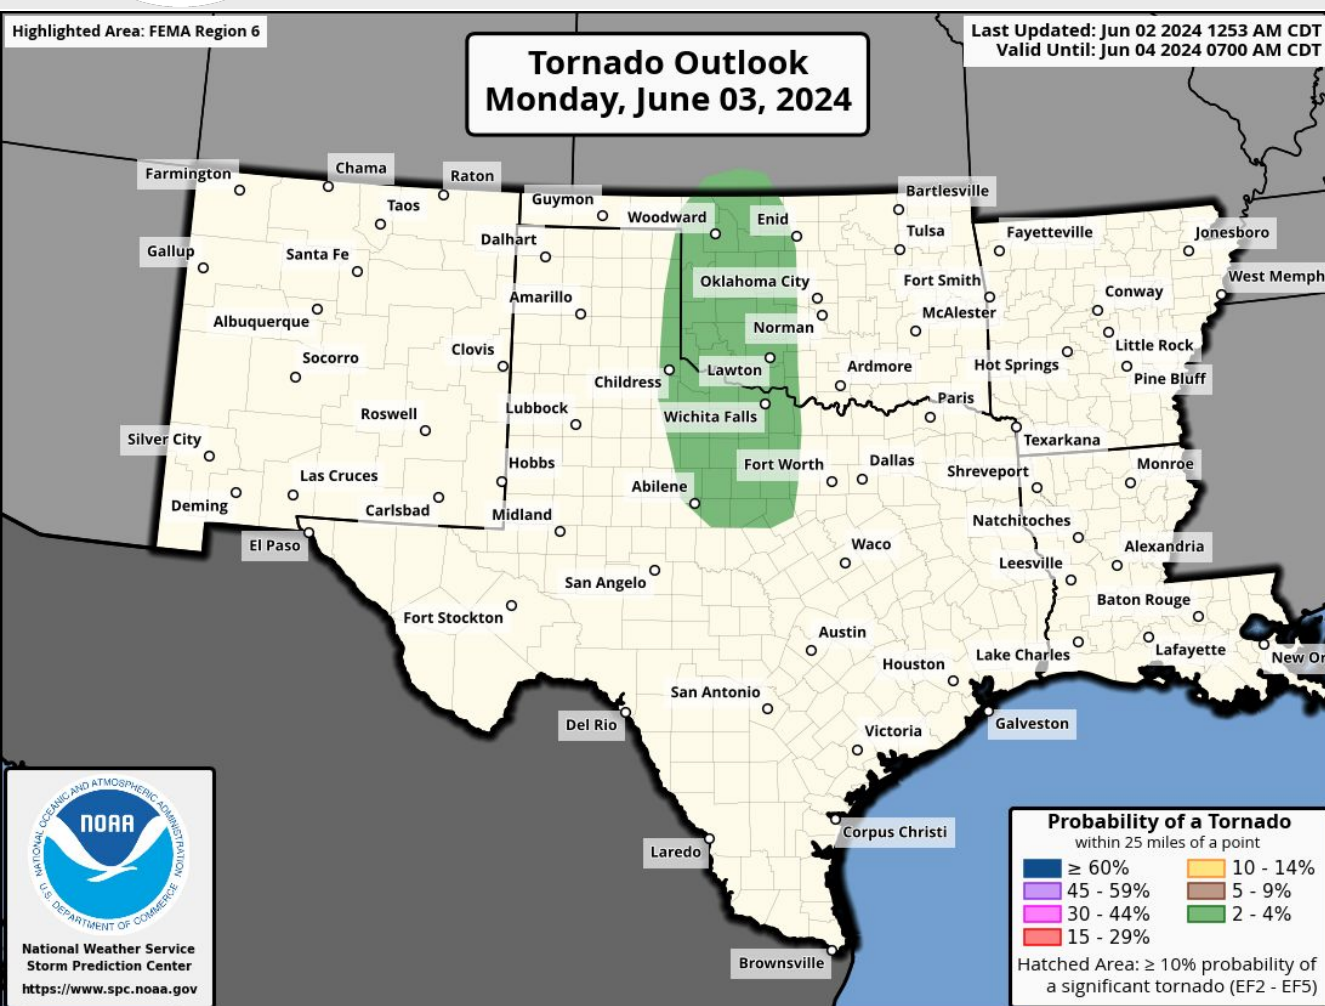 Highlighted Area: FEMA Region 6
Last Updated: Jun 02 2024 1253 AM CDT
Valid Until: Jun 04 2024 0700 AM CDT
Tornado Outlook
Monday, June 03, 2024
Farmington
Chama
Raton
Taos
Guymon
Woodward
Enid
Bartlesville
Tulsa
Fayetteville
Jonesboro
Gallup
Santa Fe
Dalhart
Oklahoma City
Fort Smith
West Memph
Albuquerque
Amarillo
Norman
McAlester
Conway
Socorro
Clovis
Childress
Lawton
Ardmore
Hot Springs
Little Rock
Pine Bluff
Roswell
Lubbock
Wichita Falls
Paris
Texarkana
Silver City
Las Cruces
Hobbs
Fort Worth
Dallas
Shreveport
Monroe
Deming
Carlsbad
Midland
Abilene
Natchitoches
El Paso
San Angelo
Waco
Leesville
Alexandria
Fort Stockton
Austin
Baton Rouge
Houston
Lake Charles
Lafayette
New Or
Del Rio
San Antonio
Galveston
Victoria
Laredo
Corpus Christi
Brownsville
NATIONAL OCEANIC AND ATMOSPHERIC ADMINISTRATION
NOAA
U.S. DEPARTMENT OF COMMERCE
National Weather Service
Storm Prediction Center
https://www.spc.noaa.gov
Probability of a Tornado
within 25 miles of a point
≥ 60%
10 - 14%
45 - 59%
5 - 9%
30 - 44%
2 - 4%
15 - 29%
Hatched Area: ≥ 10% probability of
a significant tornado (EF2 - EF5)